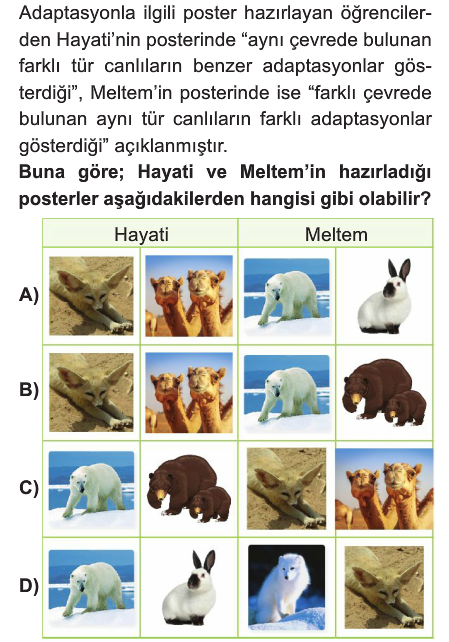 Adaptasyonla ilgili poster hazırlayan öğrenciler-
den Hayati’nin posterinde “aynı çevrede bulunan
farklı tür canlıların benzer adaptasyonlar gös-
terdiği”, Meltem’in posterinde ise “farklı çevrede
bulunan aynı tür canlıların farklı adaptasyonlar
gösterdiği” açıklanmıştır.
Buna göre; Hayati ve Meltem’in hazırladığı
posterler aşağıdakilerden hangisi gibi olabilir?
Hayati Meltem
A)
B)
C)
D)